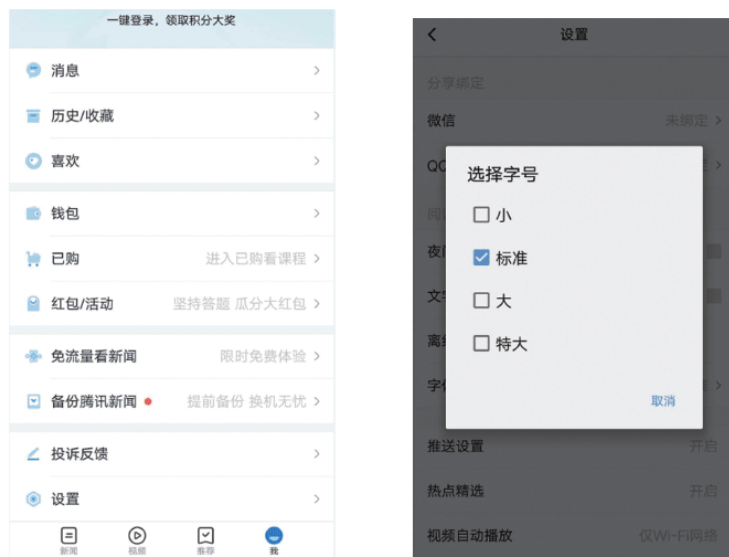 一键登录，领取积分大奖
消息
历史/收藏
喜欢
钱包
已购 进入已购看课程
红包/活动 坚持答题 瓜分大红包
免流量看新闻 限时免费体验
备份腾讯新闻 提前备份 换机无忧
投诉反馈
设置
新闻 视频 推荐 我
设置
分享绑定
微信 未绑定
QQ
选择字号
小
标准
大
特大
取消
夜间
文
离
字体
推送设置 开启
热点精选 开启
视频自动播放 仅Wi-Fi网络